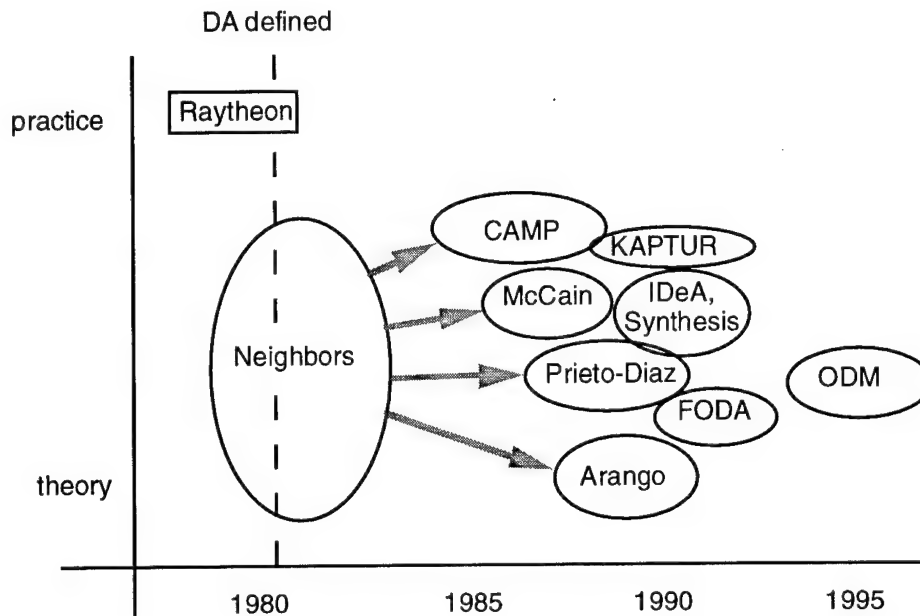 DA defined
practice
Raytheon
CAMP
KAPTUR
McCain
IDeA,
Synthesis
Neighbors
Prieto-Diaz
ODM
FODA
theory
Arango
1980
1985
1990
1995